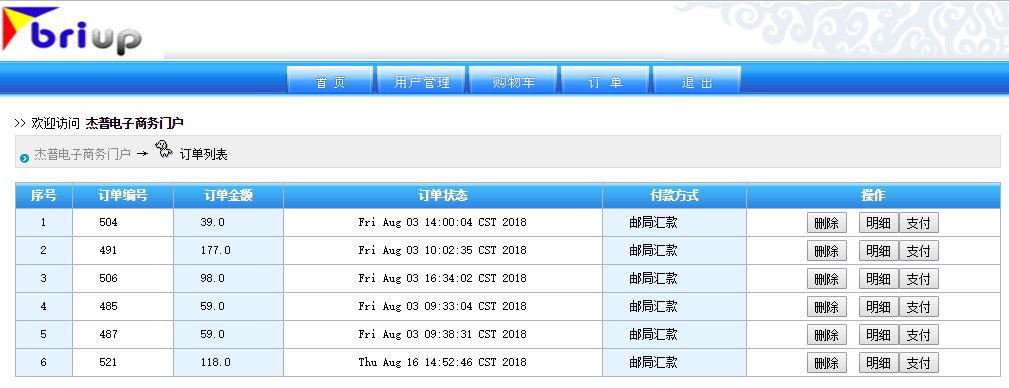 briup
首 页 用户管理 购物车 订 单 退 出
>> 欢迎访问 杰普电子商务门户
杰普电子商务门户 → 订单列表
序号 订单编号 订单金额 订单状态 付款方式 操作
1 504 39.0 Fri Aug 03 14:00:04 CST 2018 邮局汇款 删除 明细 支付
2 491 177.0 Fri Aug 03 10:02:35 CST 2018 邮局汇款 删除 明细 支付
3 506 98.0 Fri Aug 03 16:34:02 CST 2018 邮局汇款 删除 明细 支付
4 485 59.0 Fri Aug 03 09:33:04 CST 2018 邮局汇款 删除 明细 支付
5 487 59.0 Fri Aug 03 09:38:31 CST 2018 邮局汇款 删除 明细 支付
6 521 118.0 Thu Aug 16 14:52:46 CST 2018 邮局汇款 删除 明细 支付